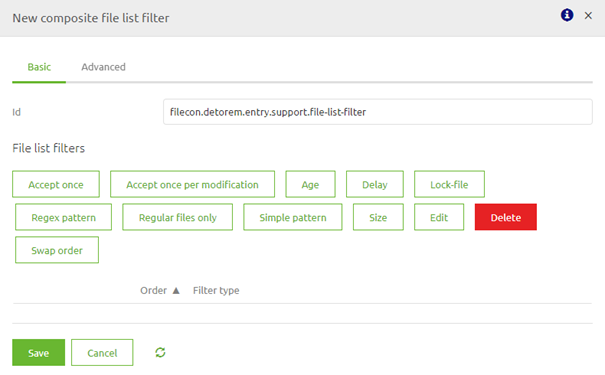 New composite file list filter
Basic Advanced
Id filecon.detorem.entry.support.file-list-filter
File list filters
Accept once Accept once per modification Age Delay Lock-file
Regex pattern Regular files only Simple pattern Size Edit Delete
Swap order
Order ▲ Filter type
Save Cancel